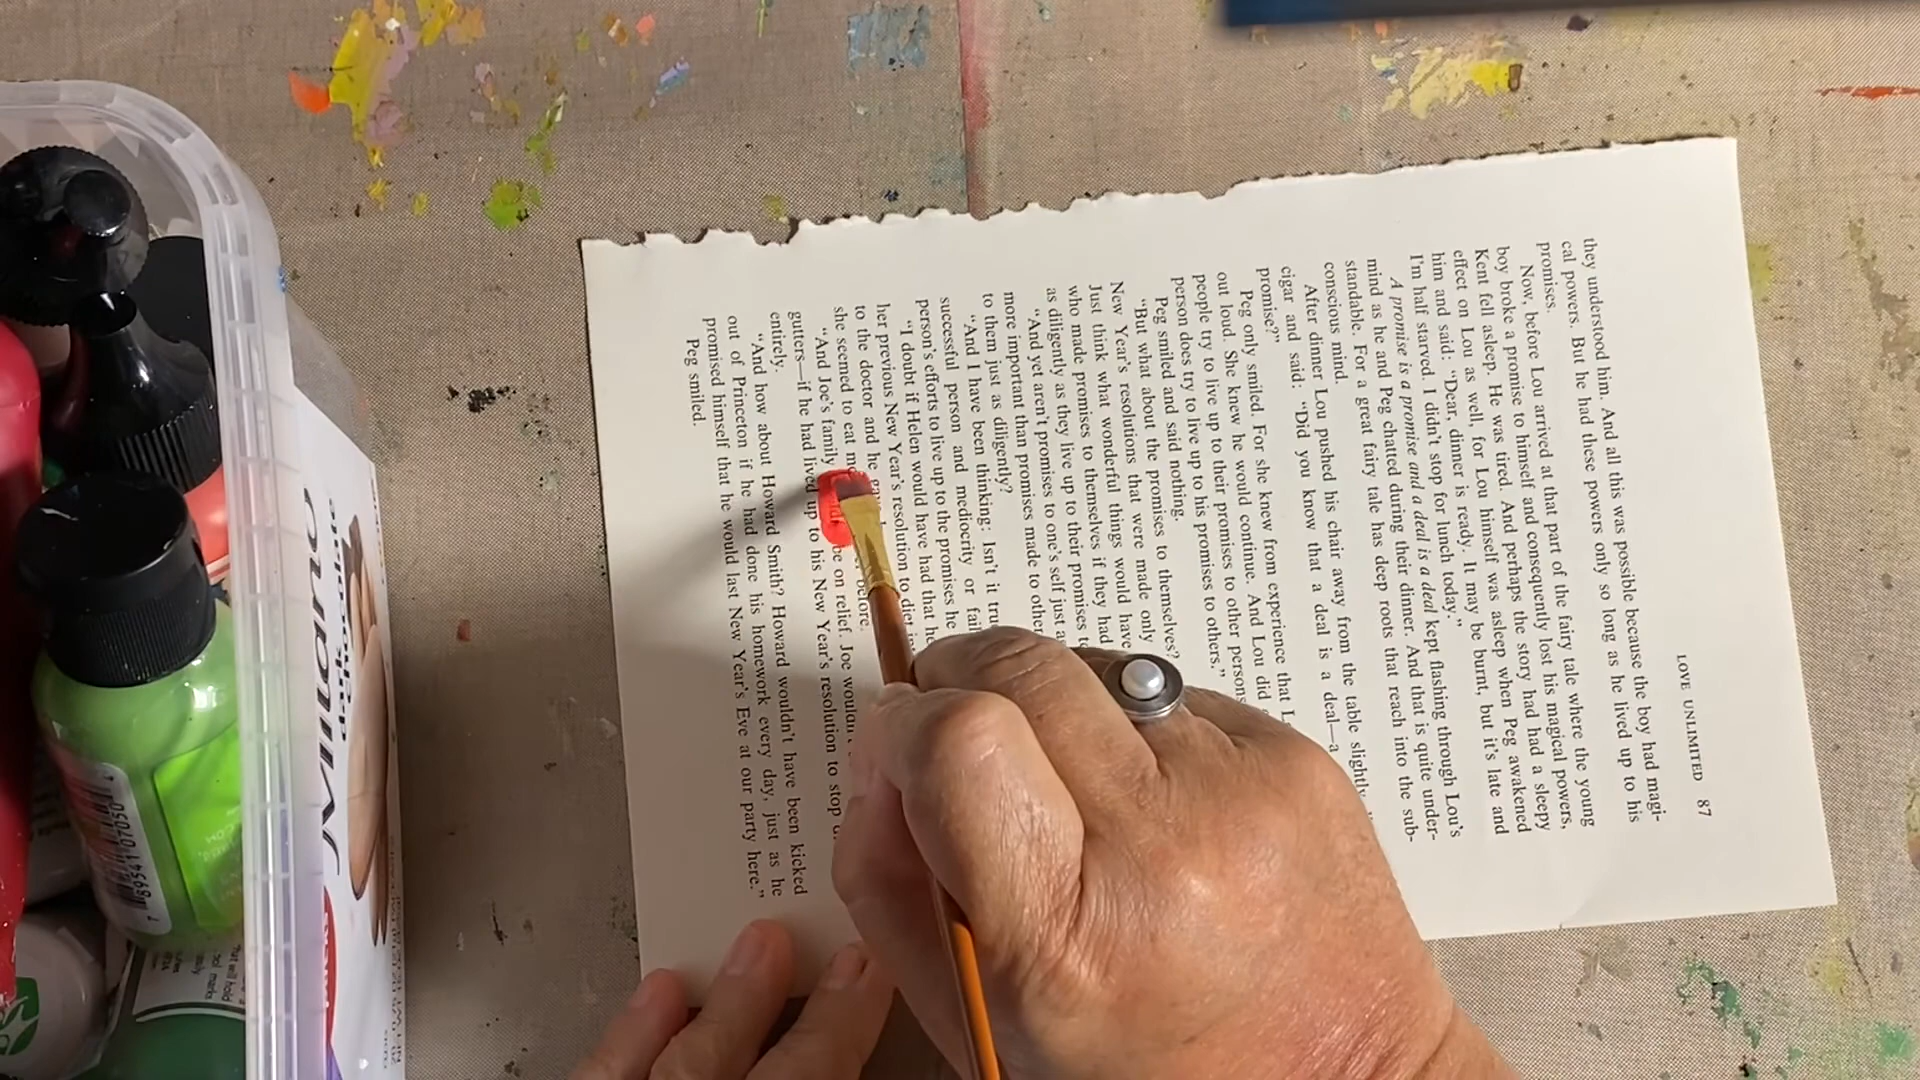 LOVE UNLIMITED 87
they understood him. And all this was possible because the boy had magi-
cal powers. But he had these powers only so long as he lived up to his
promises.
Now, before Lou arrived at that part of the fairy tale where the young
boy broke a promise to himself and consequently lost his magical powers,
Kent fell asleep. He was tired. And perhaps the story had had a sleepy
effect on Lou as well, for Lou himself was asleep when Peg awakened
him and said: “Dear, dinner is ready. It may be burnt, but it’s late and
I’m half starved. I didn’t stop for lunch today.”
A promise is a promise and a deal is a deal kept flashing through Lou’s
mind as he and Peg chatted during their dinner. And that is quite under-
standable. For a great fairy tale has deep roots that reach into the sub-
conscious mind.
After dinner Lou pushed his chair away from the table slightly
cigar and said: “Did you know that a deal is a deal—a
promise?”
Peg only smiled. For she knew from experience that
out loud. She knew he would continue. And Lou did
people try to live up to their promises to other persons
person does try to live up to his promises to others.”
Peg smiled and said nothing.
“But what about the promises to themselves?
New Year’s resolutions that were made only
Just think what wonderful things would have
who made promises to themselves if they had
as diligently as they live up to their promises
“And yet aren’t promises to one’s self just
more important than promises made to other
to them just as diligently?
“And I have been thinking: Isn’t it
successful person and mediocrity or
person’s efforts to live up to the promises he
“I doubt if Helen would have had that
her previous New Year’s resolution to diet
to the doctor and he
she seemed to eat before.
“And Joe’s family be on relief. Joe
gutters—if he had lived up to his New Year’s resolution to stop
entirely.
“And how about Howard Smith? Howard wouldn’t have been kicked
out of Princeton if he had done his homework every day, just as he
promised himself that he would last New Year’s Eve at our party here.”
Peg smiled.